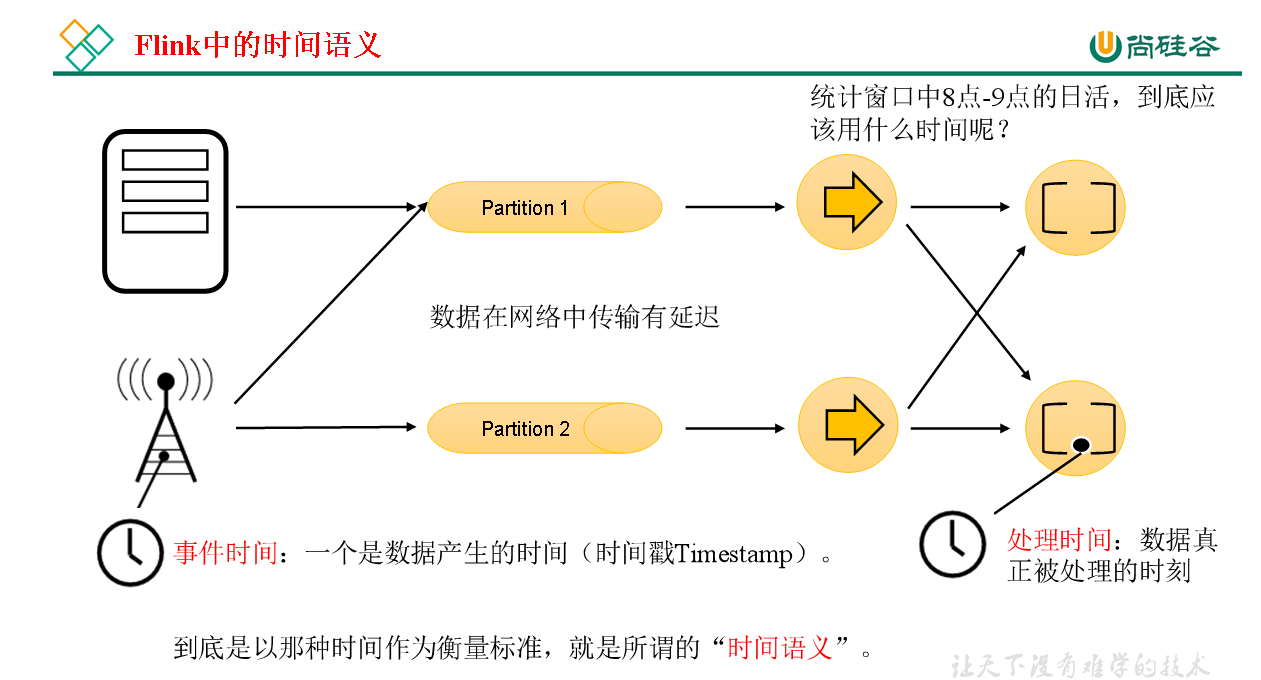 Flink中的时间语义
尚硅谷
统计窗口中8点-9点的日活，到底应
该用什么时间呢？
Partition 1
数据在网络中传输有延迟
Partition 2
事件时间：一个是数据产生的时间（时间戳Timestamp）。
处理时间：数据真
正被处理的时刻
到底是以那种时间作为衡量标准，就是所谓的“时间语义”。
让天下没有难学的技术